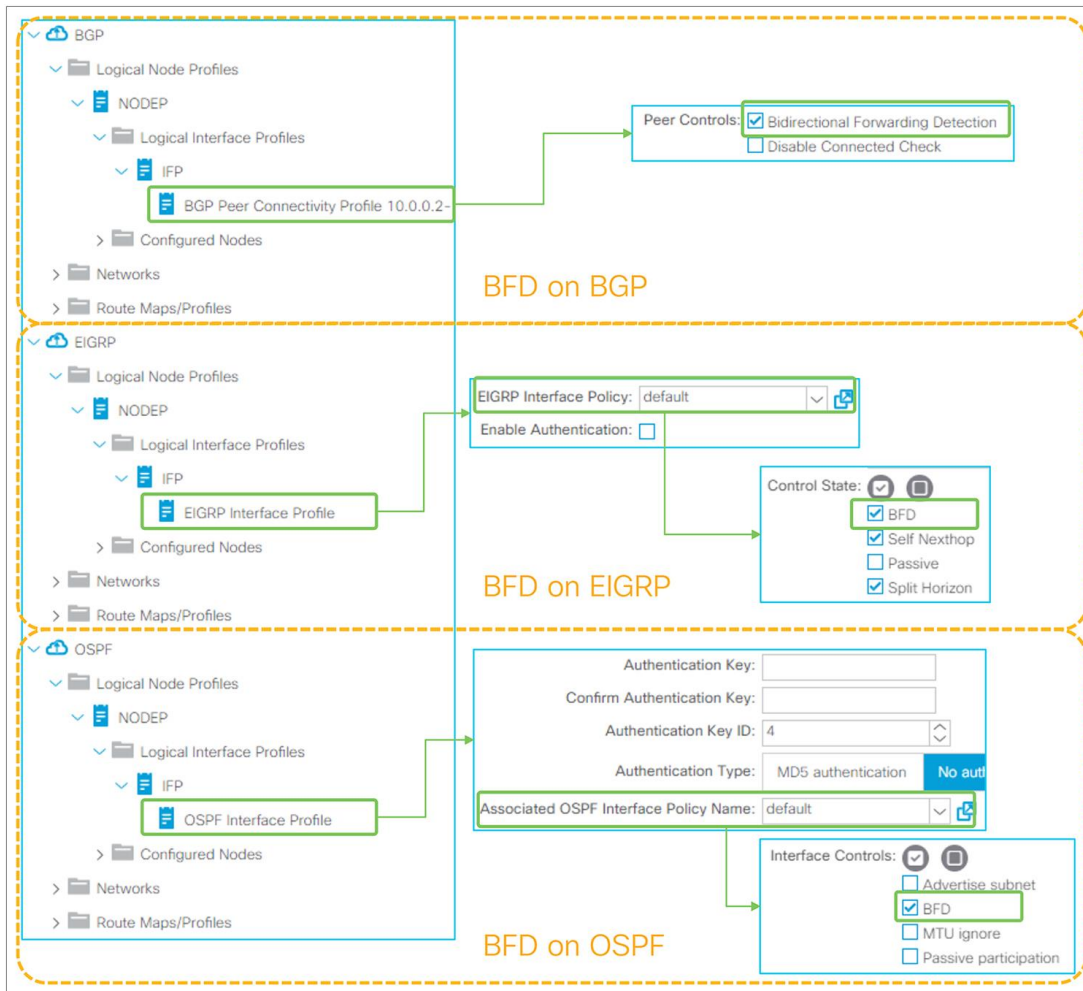 BGP
Logical Node Profiles
NODEP
Logical Interface Profiles
IFP
BGP Peer Connectivity Profile 10.0.0.2-
Configured Nodes
Networks
Route Maps/Profiles
Peer Controls: Bidirectional Forwarding Detection
Disable Connected Check
BFD on BGP
EIGRP
Logical Node Profiles
NODEP
Logical Interface Profiles
IFP
EIGRP Interface Profile
Configured Nodes
Networks
Route Maps/Profiles
EIGRP Interface Policy: default
Enable Authentication:
Control State:
BFD
Self Nexthop
Passive
Split Horizon
BFD on EIGRP
OSPF
Logical Node Profiles
NODEP
Logical Interface Profiles
IFP
OSPF Interface Profile
Configured Nodes
Networks
Route Maps/Profiles
Authentication Key:
Confirm Authentication Key:
Authentication Key ID: 4
Authentication Type: MD5 authentication No auth
Associated OSPF Interface Policy Name: default
Interface Controls:
Advertise subnet
BFD
MTU ignore
Passive participation
BFD on OSPF